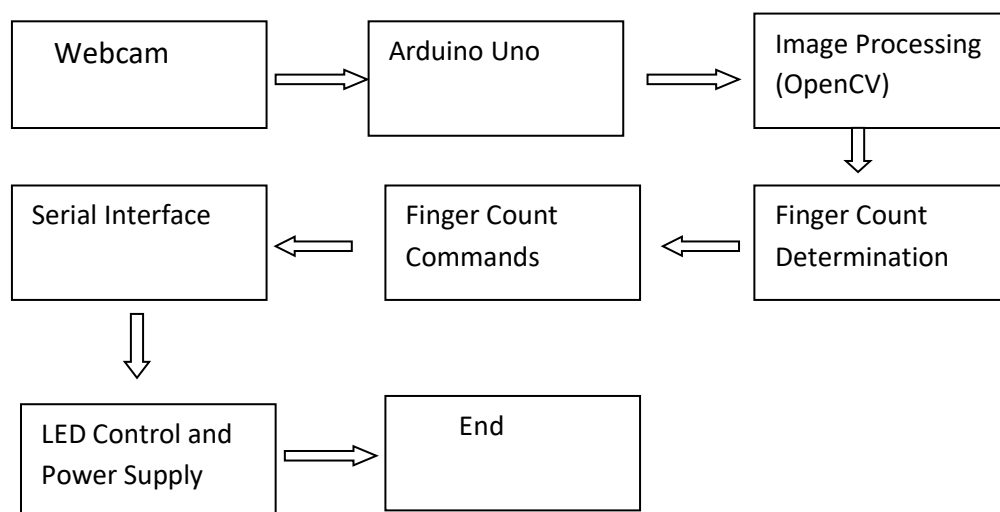 Webcam
Arduino Uno
Image Processing
(OpenCV)
Serial Interface
Finger Count
Commands
Finger Count
Determination
LED Control and
Power Supply
End